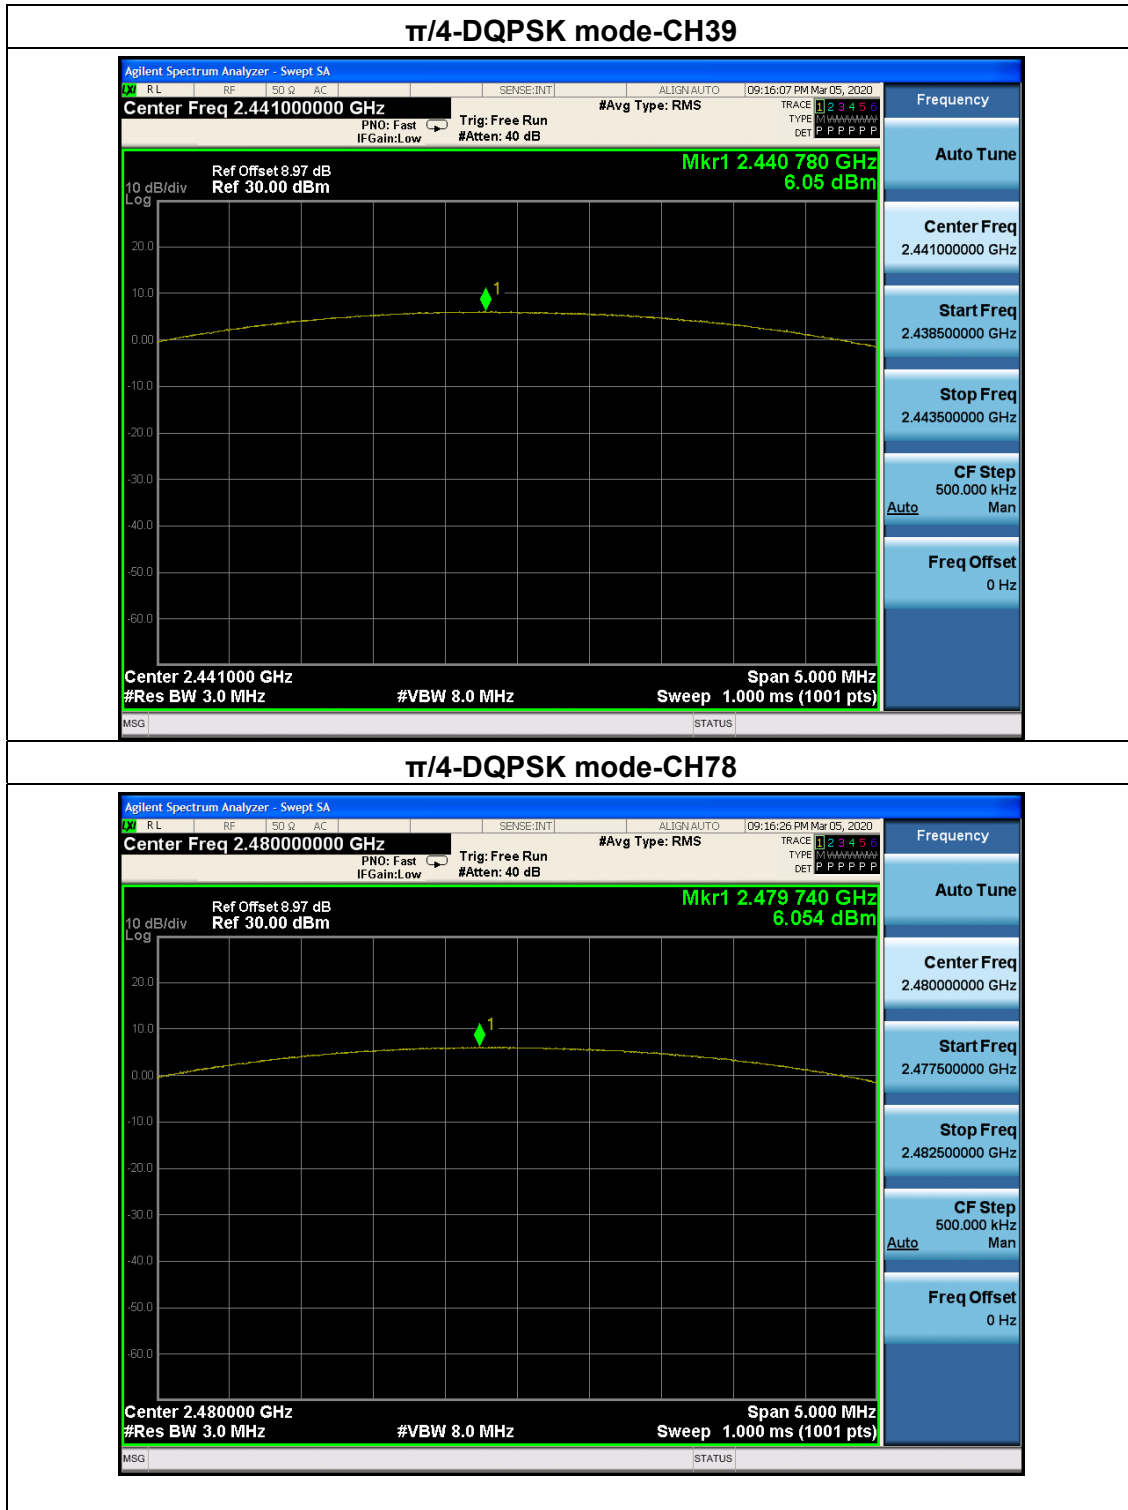 π/4-DQPSK mode-CH39
Agilent Spectrum Analyzer - Swept SA
LXI RL RF 50 Ω AC SENSE:INT ALIGN AUTO 09:16:07 PM Mar 05, 2020
Center Freq 2.441000000 GHz #Avg Type: RMS TRACE 1 2 3 4 5 6
PNO: Fast Trig: Free Run TYPE M WWWWW
IFGain:Low #Atten: 40 dB DET P P P P P P
Frequency
Mkr1 2.440 780 GHz
6.05 dBm
Ref Offset 8.97 dB
10 dB/div Ref 30.00 dBm
Log
20.0
10.0
1
0.00
-10.0
-20.0
-30.0
-40.0
-50.0
-60.0
Center 2.441000 GHz Span 5.000 MHz
#Res BW 3.0 MHz #VBW 8.0 MHz Sweep 1.000 ms (1001 pts)
MSG STATUS
Auto Tune
Center Freq
2.441000000 GHz
Start Freq
2.438500000 GHz
Stop Freq
2.443500000 GHz
CF Step
500.000 kHz
Auto Man
Freq Offset
0 Hz
π/4-DQPSK mode-CH78
Agilent Spectrum Analyzer - Swept SA
LXI RL RF 50 Ω AC SENSE:INT ALIGN AUTO 09:16:26 PM Mar 05, 2020
Center Freq 2.480000000 GHz #Avg Type: RMS TRACE 1 2 3 4 5 6
PNO: Fast Trig: Free Run TYPE M WWWWW
IFGain:Low #Atten: 40 dB DET P P P P P P
Frequency
Mkr1 2.479 740 GHz
6.054 dBm
Ref Offset 8.97 dB
10 dB/div Ref 30.00 dBm
Log
20.0
10.0
1
0.00
-10.0
-20.0
-30.0
-40.0
-50.0
-60.0
Center 2.480000 GHz Span 5.000 MHz
#Res BW 3.0 MHz #VBW 8.0 MHz Sweep 1.000 ms (1001 pts)
MSG STATUS
Auto Tune
Center Freq
2.480000000 GHz
Start Freq
2.477500000 GHz
Stop Freq
2.482500000 GHz
CF Step
500.000 kHz
Auto Man
Freq Offset
0 Hz